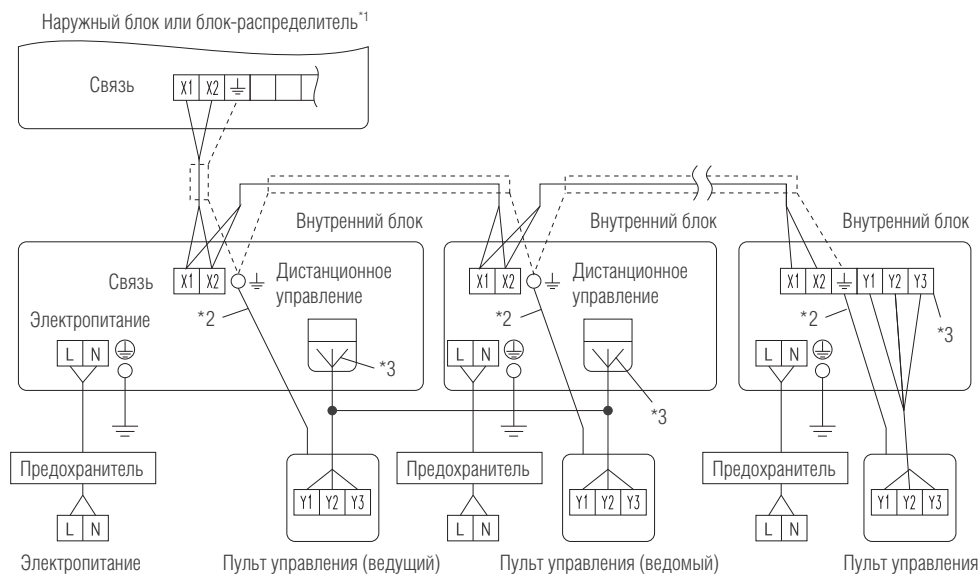 Наружный блок или блок-распределитель*1
Связь
X1 X2
Внутренний блок
Внутренний блок
Внутренний блок
Связь
X1 X2
Дистанционное
управление
X1 X2
Дистанционное
управление
X1 X2 Y1 Y2 Y3
*2
*2
*2
*3
Электропитание
L N
*3
L N
*3
L N
Предохранитель
Предохранитель
Предохранитель
Y1 Y2 Y3
Y1 Y2 Y3
Y1 Y2 Y3
L N
L N
L N
Электропитание
Пульт управления (ведущий)
Пульт управления (ведомый)
Пульт управления